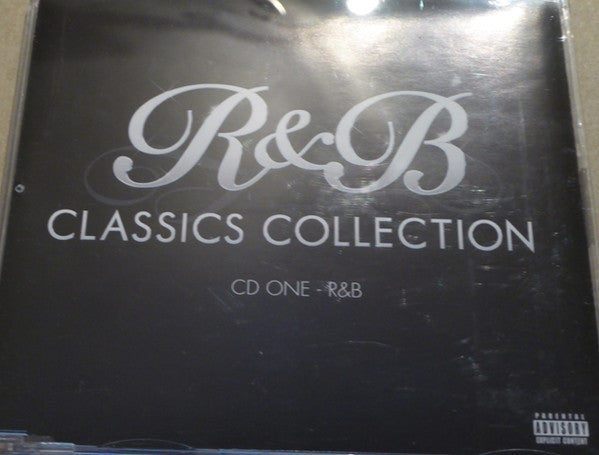 R&B
CLASSICS COLLECTION
CD ONE - R&B
PARENTAL
ADVISORY
EXPLICIT CONTENT